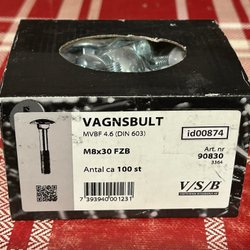 VAGNSBULT
MVBF 4.6 (DIN 603)
id00874
M8x30 FZB
Art.nr
90830
3364
Antal ca 100 st
V/S/B
7 393940 001231